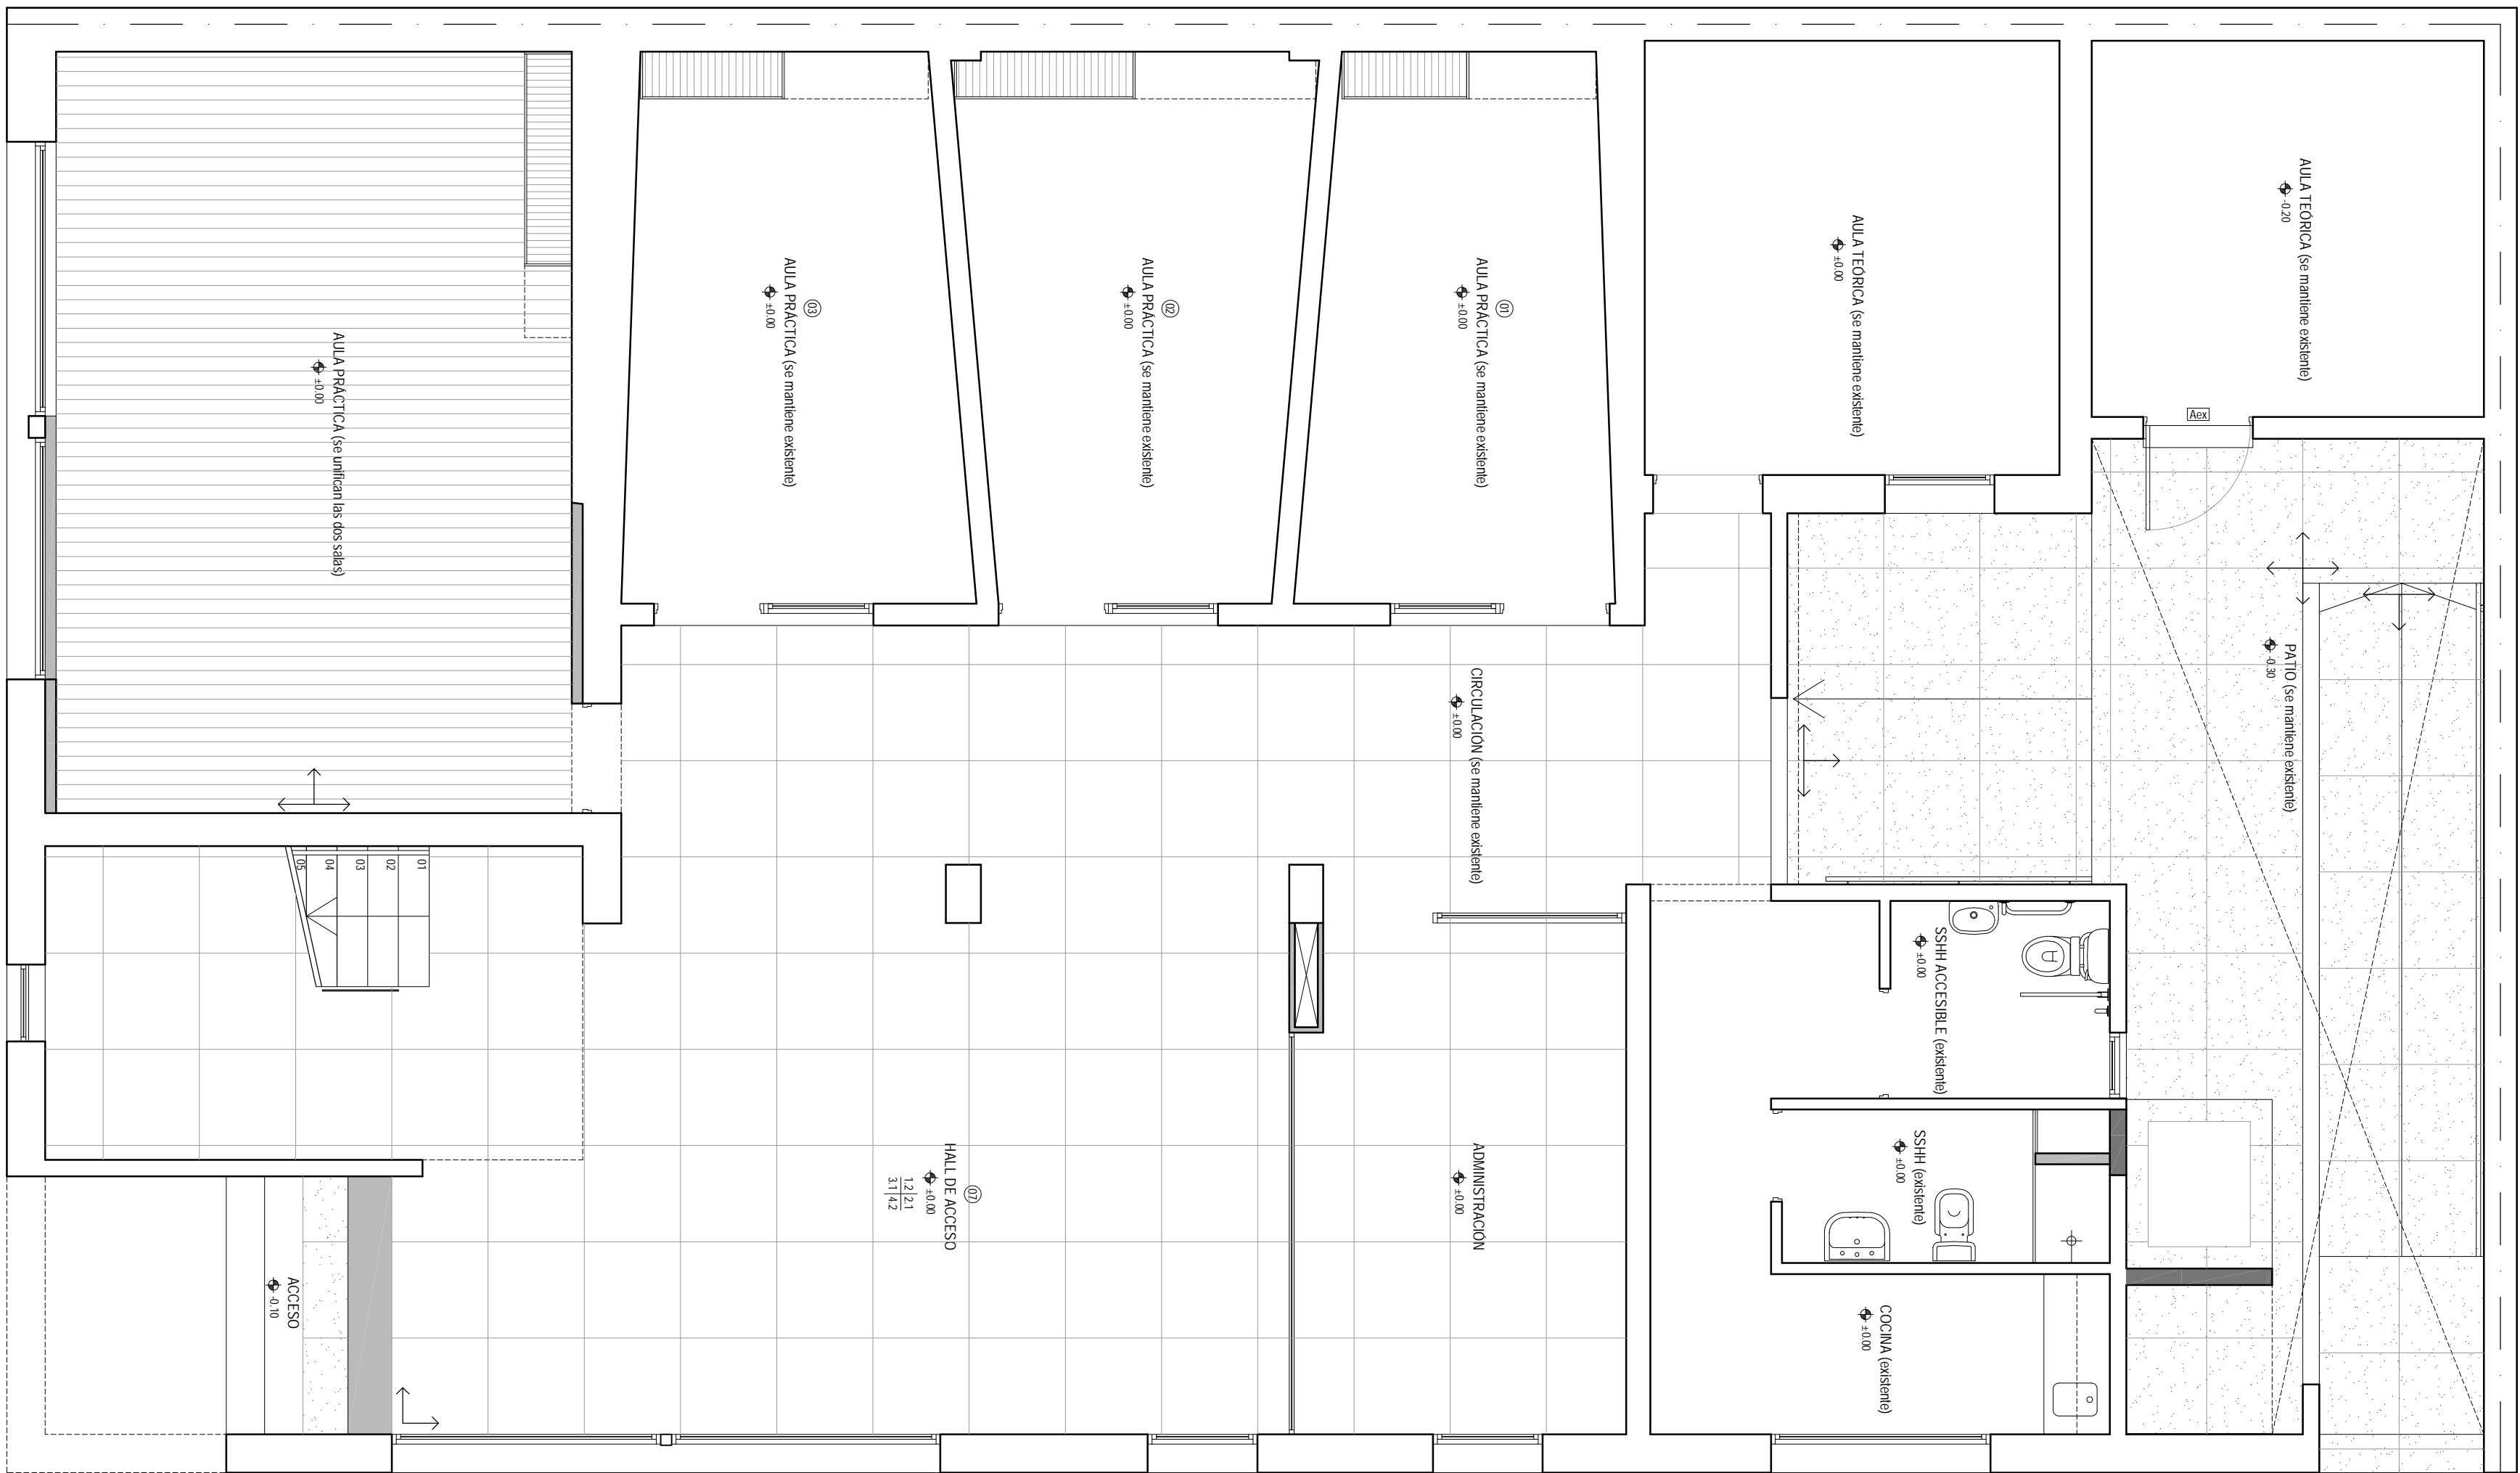 AULA TEÓRICA (se mantiene existente)
-0.20
PATIO (se mantiene existente)
-0.30
Aex
SSHH ACCESIBLE (existente)
±0.00
SSHH (existente)
±0.00
COCINA (existente)
±0.00
AULA TEÓRICA (se mantiene existente)
±0.00
01
AULA PRÁCTICA (se mantiene existente)
±0.00
CIRCULACIÓN (se mantiene existente)
±0.00
ADMINISTRACIÓN
±0.00
02
AULA PRÁCTICA (se mantiene existente)
±0.00
07
HALL DE ACCESO
±0.00
1.2 2.1
3.1 4.2
03
AULA PRÁCTICA (se mantiene existente)
±0.00
01
02
03
04
05
AULA PRÁCTICA (se unifican las dos salas)
±0.00
ACCESO
-0.10